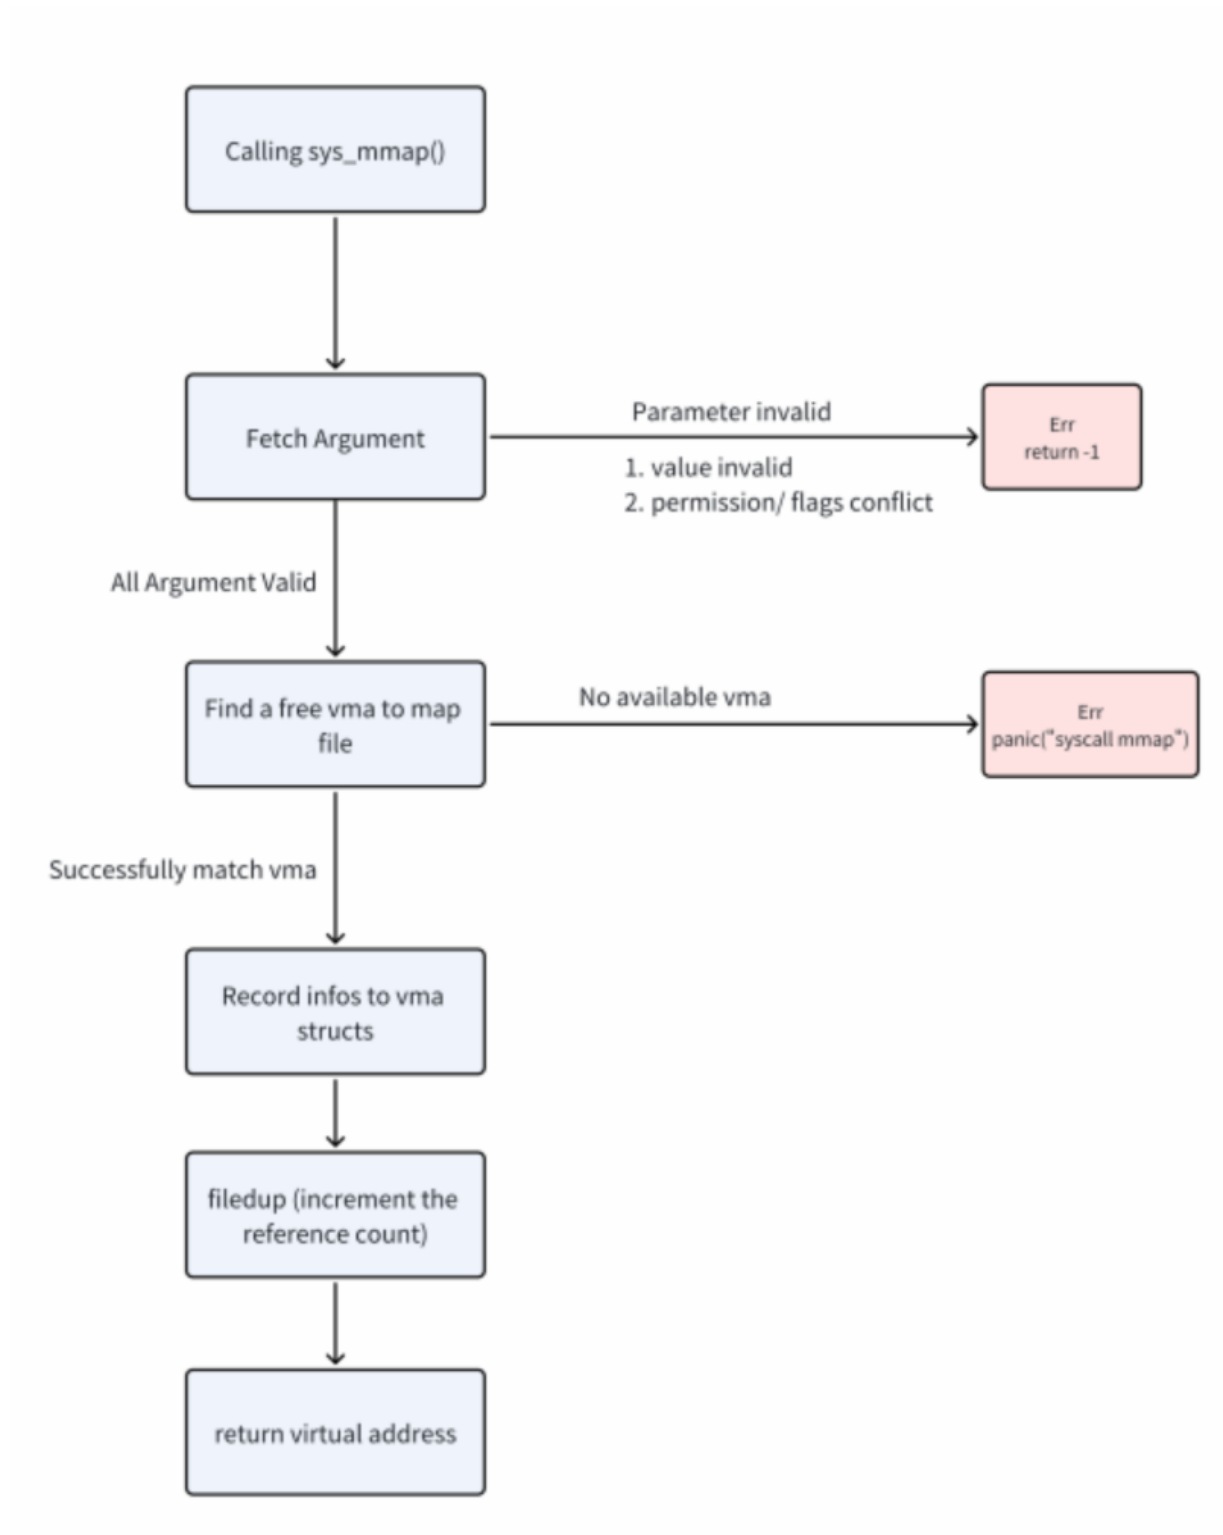 Calling sys_mmap()
Fetch Argument
Parameter invalid
1. value invalid
2. permission/ flags conflict
Err
return -1
All Argument Valid
Find a free vma to map
file
No available vma
Err
panic("syscall mmap")
Successfully match vma
Record infos to vma
structs
filedup (increment the
reference count)
return virtual address